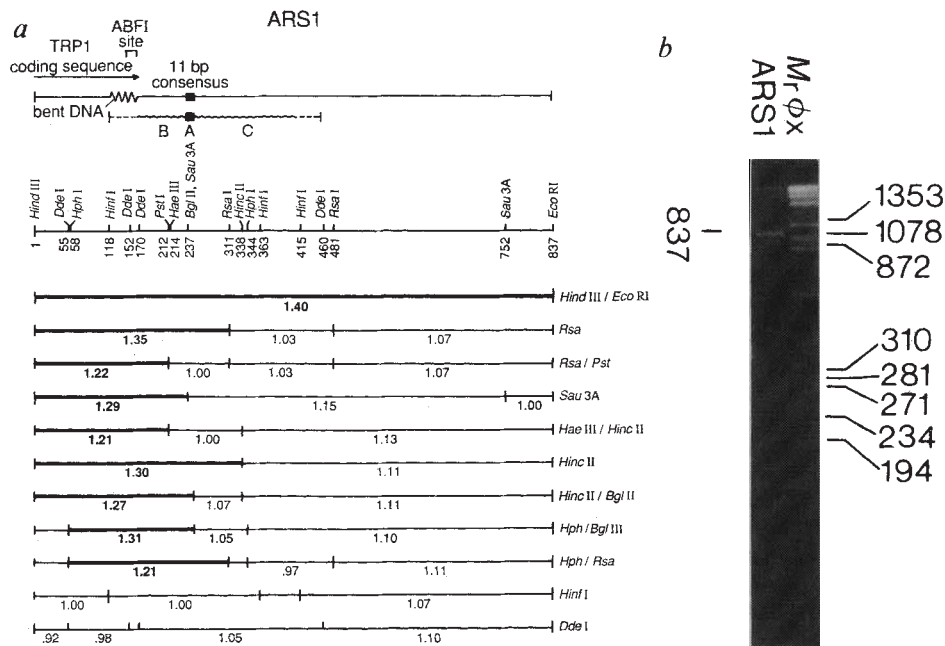 a
ARS1
ABFI
site
TRP1
coding sequence
11 bp
consensus
bent DNA
B A C
Hind III
Dde I
Hph I
Hinf I
Dde I
Dde I
Pst I
Hae III
Bgl II, Sau 3A
Rsa I
Hinc II
Hph I
Hinf I
Hinf I
Dde I
Rsa I
Sau 3A
Eco RI
1
55
58
118
152
170
212
214
237
311
338
344
363
415
460
481
752
837
1.40 Hind III / Eco RI
1.35 1.03 1.07 Rsa
1.22 1.00 1.03 1.07 Rsa / Pst
1.29 1.15 1.00 Sau 3A
1.21 1.00 1.13 Hae III / Hinc II
1.30 1.11 Hinc II
1.27 1.07 1.11 Hinc II / Bgl II
1.31 1.05 1.10 Hph / Bgl III
1.21 .97 1.11 Hph / Rsa
1.00 1.00 1.07 Hinf I
.92 .98 1.05 1.10 Dde I
b
Mr ϕx
ARS1
837
1353
1078
872
310
281
271
234
194